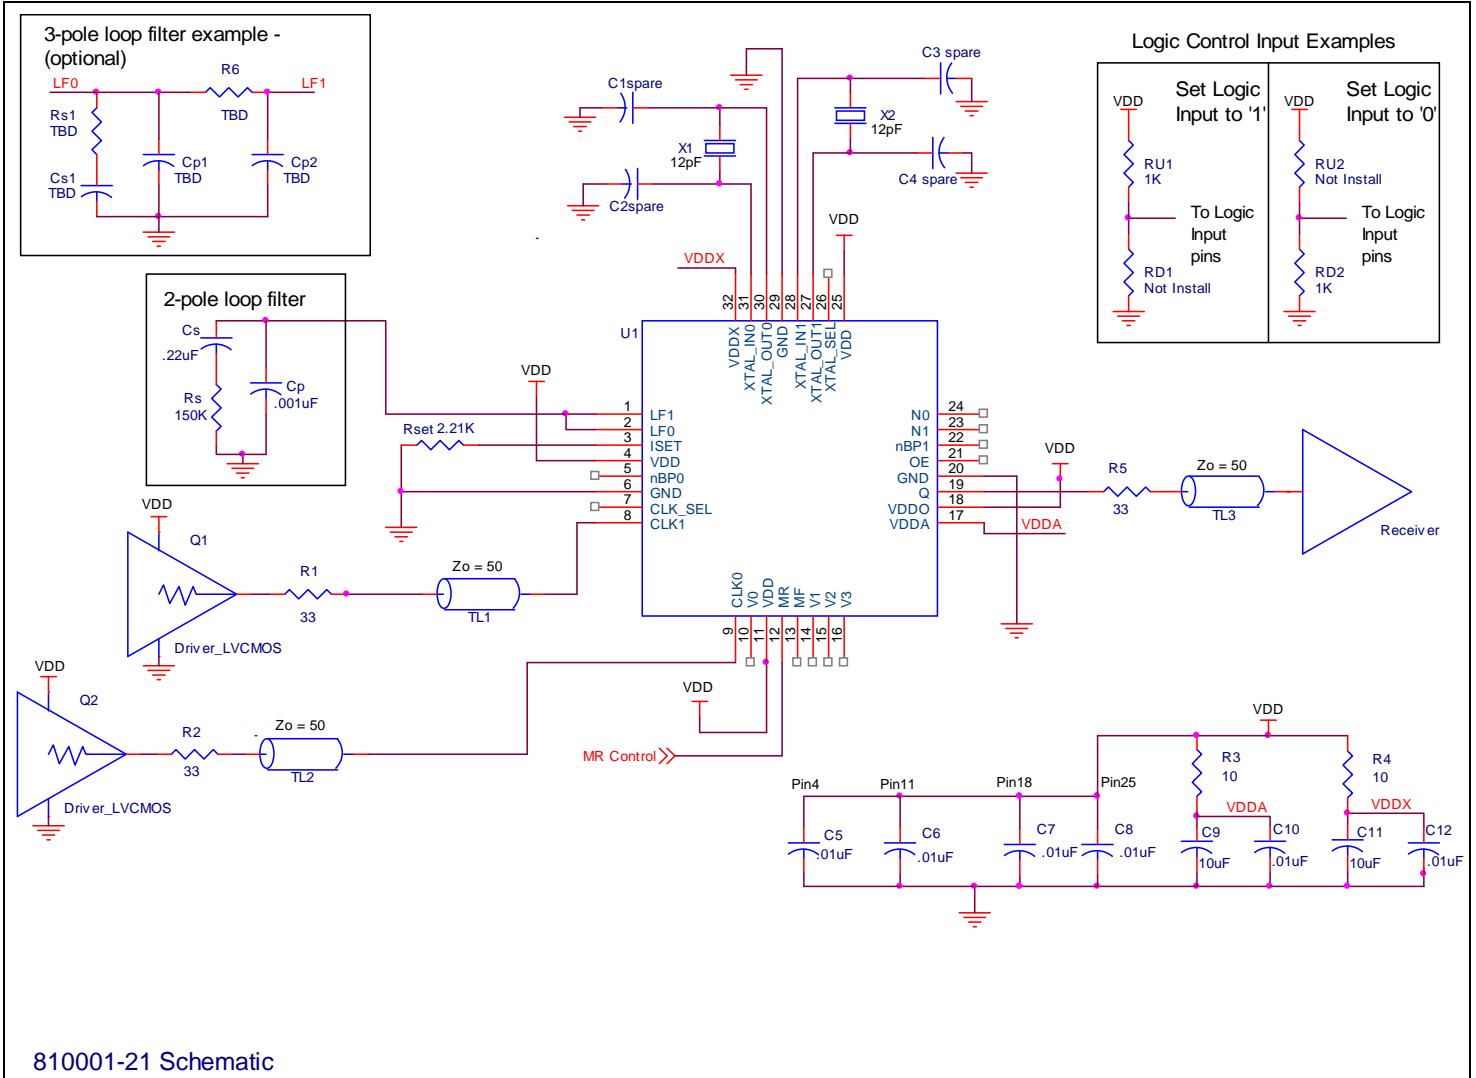 3-pole loop filter example -
(optional)
LF0
R6
LF1
TBD
Rs1
TBD
Cp1
TBD
Cp2
TBD
Cs1
TBD
2-pole loop filter
Cs
.22uF
Rs
150K
Cp
.001uF
C1spare
X1
12pF
C2spare
C3 spare
X2
12pF
C4 spare
VDD
VDDX
Logic Control Input Examples
VDD
Set Logic
Input to '1'
RU1
1K
To Logic
Input
pins
RD1
Not Install
VDD
Set Logic
Input to '0'
RU2
Not Install
To Logic
Input
pins
RD2
1K
U1
32
31
30
29
28
27
26
25
VDDX
XTAL_IN0
XTAL_OUT0
GND
XTAL_IN1
XTAL_OUT1
XTAL_SEL
VDD
VDD
Rset 2.21K
1
2
3
4
5
6
7
8
LF1
LF0
ISET
VDD
nBP0
GND
CLK_SEL
CLK1
N0
N1
nBP1
OE
GND
Q
VDDO
VDDA
24
23
22
21
20
19
18
17
VDDA
VDD
R5
33
Zo = 50
TL3
Receiver
CLK0
V0
VDD
MR
MF
V1
V2
V3
9
10
11
12
13
14
15
16
VDD
Q1
Driver_LVCMOS
R1
33
Zo = 50
TL1
VDD
Q2
Driver_LVCMOS
R2
33
Zo = 50
TL2
VDD
MR Control
VDD
Pin4
Pin11
Pin18
Pin25
R3
10
R4
10
VDDA
VDDX
C5
.01uF
C6
.01uF
C7
.01uF
C8
.01uF
C9
10uF
C10
.01uF
C11
10uF
C12
.01uF
810001-21 Schematic